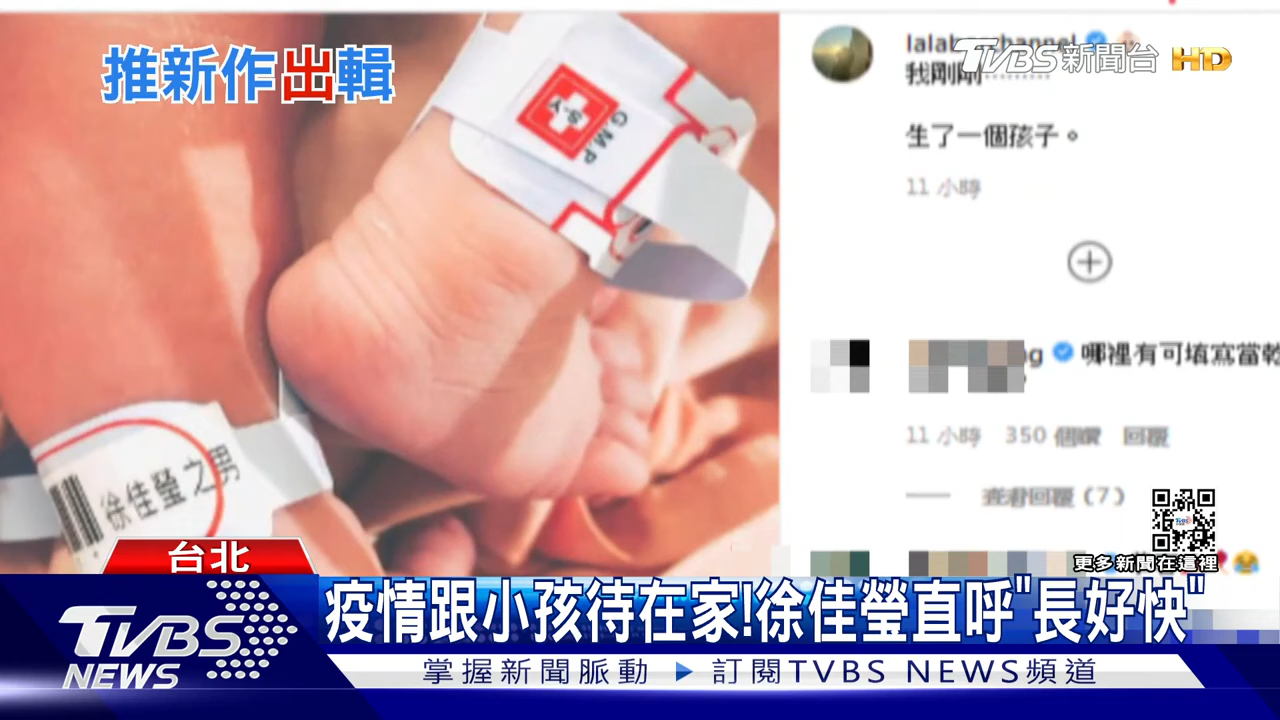 推新作出輯
TVBS新聞台 HD
我剛剛
生了一個孩子。
11 小時
哪裡有可填寫當乾
11 小時 350 個讚 回覆
查看回覆 (7)
S-Y
GMP
徐佳瑩之男
更多新聞在這裡
台北
疫情跟小孩待在家!徐佳瑩直呼"長好快"
TVBS NEWS
掌握新聞脈動 ▶ 訂閱TVBS NEWS頻道